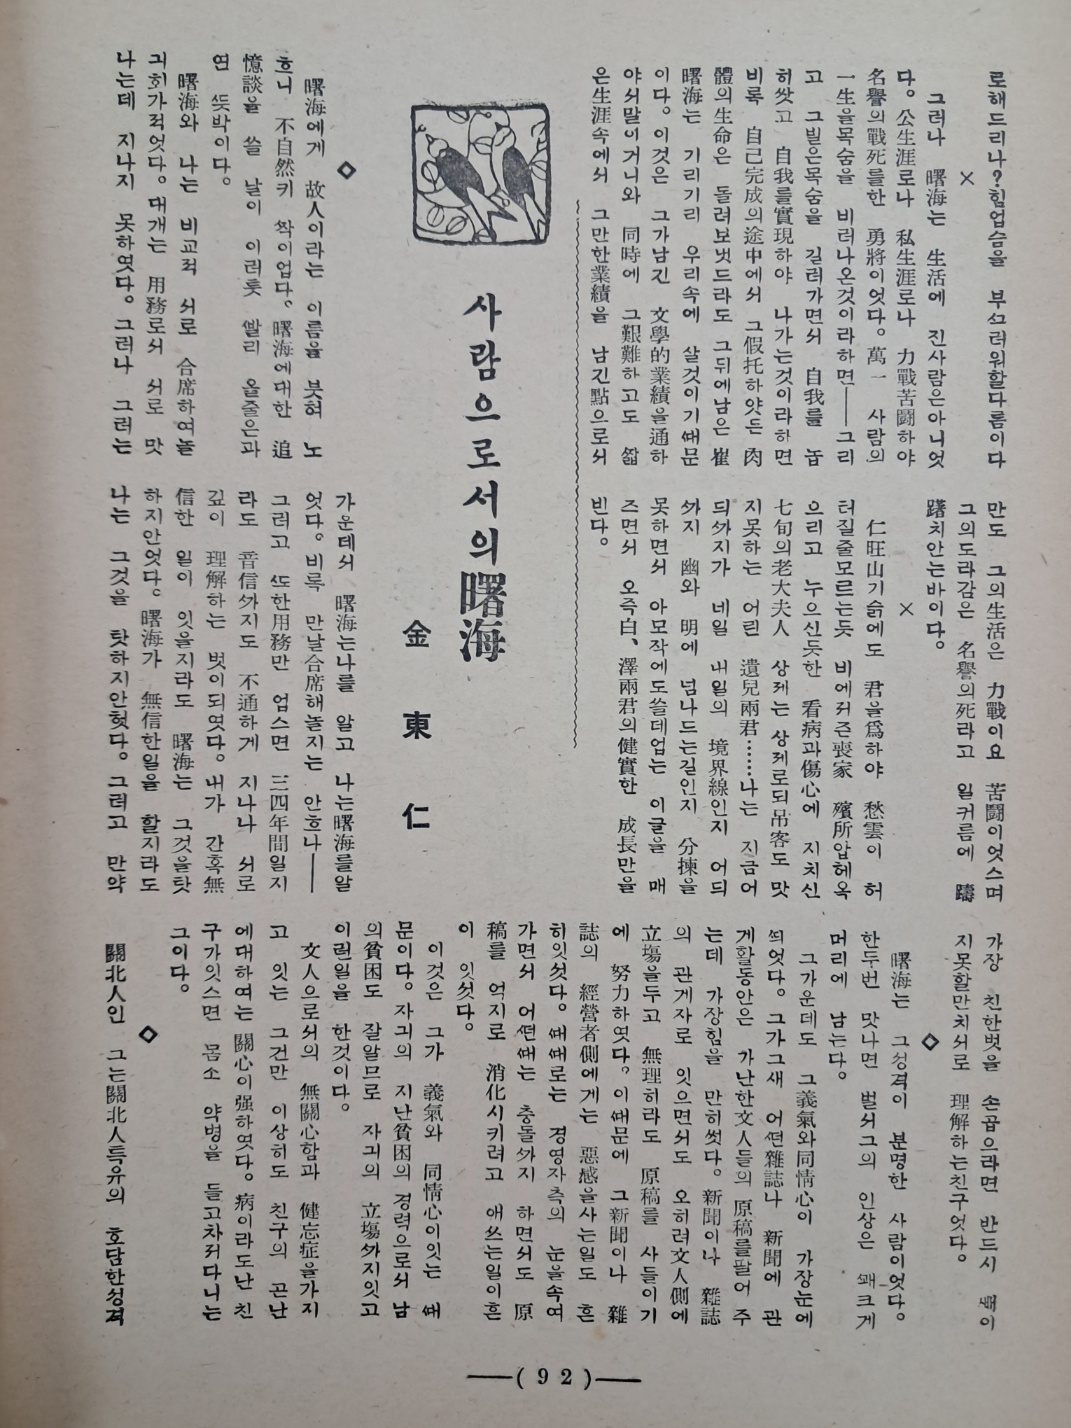 로해드리나?힘업슴을 부끄러워할다름이다
×
그러나 曙海는 生活에 진사람은아니엇
다。公生涯로나 私生涯로나 力戰苦鬪하야
名譽의戰死를한 勇將이엇다。萬一 사람의
一生을목숨을 비러나온것이라하면──그리
고 그빌은목숨을 길러가면서 自我를 놉
히쌋고 自我를實現하야 나가는것이라하면
비록 自己完成의途中에서 그假托하얏든 肉
體의生命은 돌려보냇드라도 그뒤에남은 崔
曙海는 기리기리 우리속에 살것이기때문
이다。이것은 그가남긴 文學的業績을通하
야서말이거니와 同時에 그艱難하고도 짧
은生涯속에서 그만한業績을 남긴點으로서
만도 그의生活은 力戰이요 苦鬪이엇스며
그의도라감은 名譽의死라고 일커름에 躊
躇치안는바이다。
×
仁旺山기슭에도 君을爲하야 愁雲이 허
터질줄모르는듯 비에저즌喪家 殯所압헤옥
으리고 누으신듯한 看病과傷心에 지치신
七旬의老大夫人 상제는 상제로되吊客도 맛
지못하는 어린 遺兒兩君……나는 지금어
듸까지가 네일 내일의 境界線인지 어듸
까지 幽와 明에 넘나드는길인지 分揀을
못하면서 아모작에도쓸데업는 이글을 매
즈면서 오즉白、澤兩君의健實한 成長만을
빈다。
사람으로서의曙海
金東仁
◇
曙海에게 故人이라는 이름을 붓혀 노
흐니 不自然키 짝이업다。曙海에대한 追
憶談을 쓸 날이 이러틋 빨리 올줄은과
연 뜻박이다。
曙海와 나는 비교적 서로 合席하여놀
긔회가적엇다。대개는 用務로서 서로 맛
나는데 지나지 못하엿다。그러나 그러는
가운데서 曙海는나를 알고 나는曙海를알
엇다。비록 만날合席해놀지는 안호나──
그러고 또한用務만 업스면 三四年間일지
라도 音信까지도 不通하게 지나나 서로
깁이 理解하는 벗이되엿다。내가 간혹無
信한 일이 잇을지라도 曙海는 그것을탓
하지안엇다。曙海가 無信한일을 할지라도
나는 그것을 탓하지안헛다。그러고 만약
가장 친한벗을 손꼽으라면 반드시 빼이
지못할만치서로 理解하는친구엿다。
◇
曙海는 그성격이 분명한 사람이엇다。
한두번 맛나면 벌서그의 인상은 꽤크게
머리에 남는다。
그가운데도 그義氣와同情心이 가장눈에
띄엇다。그가그새 어떤雜誌나 新聞에 관
게할동안은 가난한文人들의原稿를팔어 주
는데 가장힘을 만히썻다。新聞이나 雜誌
의 관게자로 잇으면서도 오히려文人側에
立塲을두고 無理히라도 原稿를 사들이기
에 努力하엿다。이때문에 그新聞이나 雜
誌의 經營者側에게는 惡感을사는일도 흔
히잇섯다。때때로는 경영자측의 눈을속여
가면서 어떤때는 충돌까지 하면서도 原
稿를 억지로 消化시키려고 애쓰는일이흔
이 잇섯다。
이것은 그가 義氣와 同情心이잇는 때
문이다。자긔의 지난貧困의경력으로서 남
의貧困도 잘알므로 자긔의 立塲까지잇고
이런일을 한것이다。
文人으로서의 無關心함과 健忘症을가지
고 잇는 그건만 이상히도 친구의 곤난
에대하여는 關心이强하엿다。病이라도난 친
구가잇스면 몸소 약병을 들고차저다니는
그이다。
◇
關北人인 그는關北人특유의 호담한성격
──(92)──